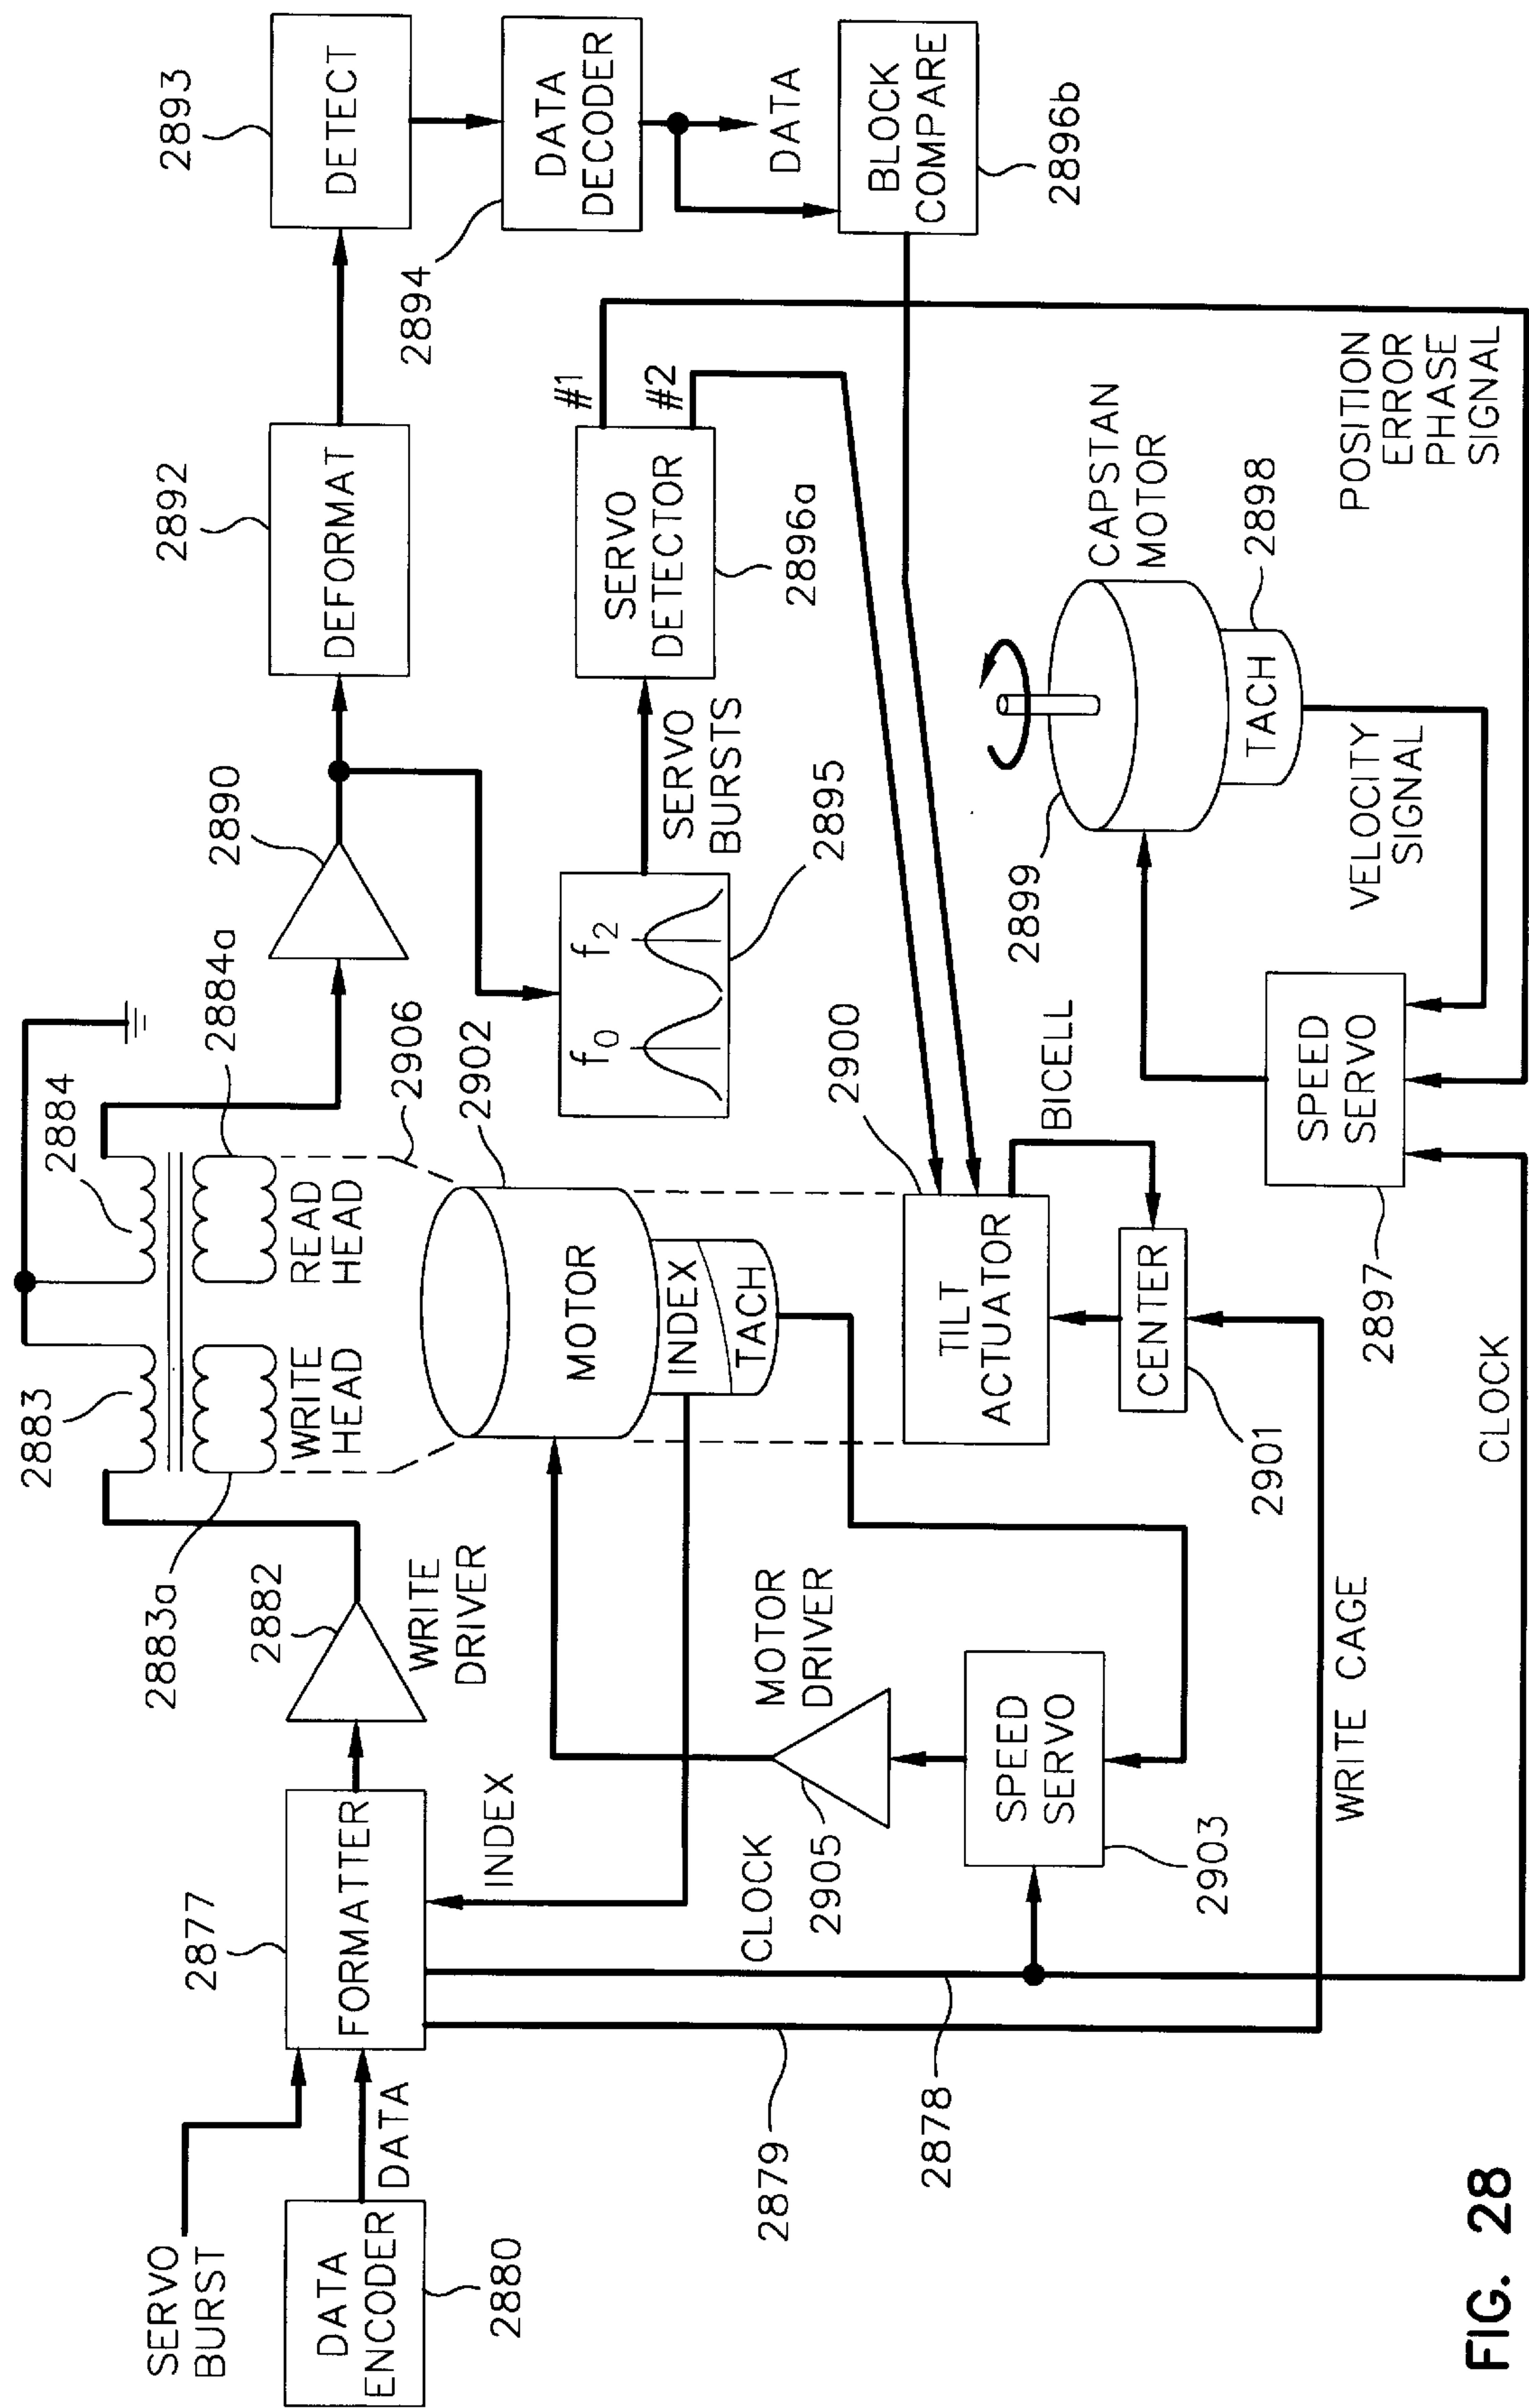 2883
2884
2883a
2884a
WRITE
HEAD
READ
HEAD
2906
2882
WRITE
DRIVER
2890
2892
DEFORMAT
2893
DETECT
2894
DATA
DECODER
DATA
BLOCK
COMPARE
2896b
SERVO
BURST
DATA
ENCODER
2880
DATA
2877
FORMATTER
INDEX
CLOCK
2902
MOTOR
INDEX
TACH
f0
f2
2895
SERVO
BURSTS
SERVO
DETECTOR
2896a
#1
#2
MOTOR
DRIVER
2905
SPEED
SERVO
2903
2900
TILT
ACTUATOR
BICELL
CENTER
2901
2899
CAPSTAN
MOTOR
TACH
2898
VELOCITY
SIGNAL
POSITION
ERROR
PHASE
SIGNAL
SPEED
SERVO
2897
2879
2878
WRITE CAGE
CLOCK
FIG. 28